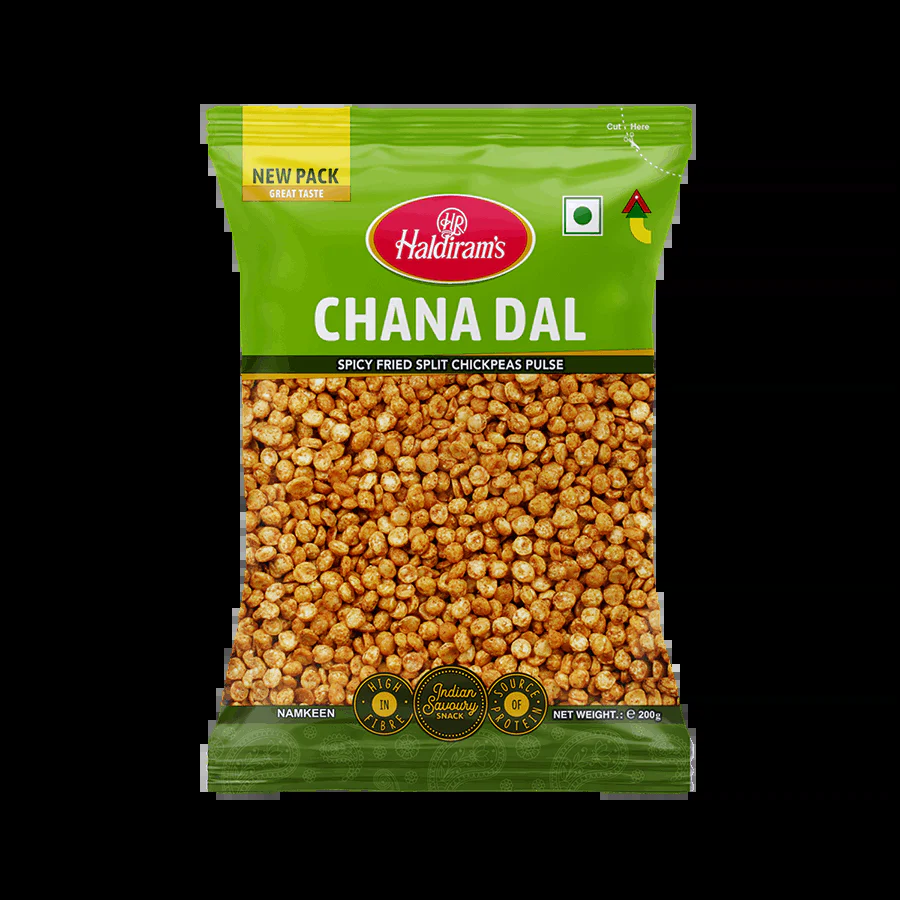 Cut Here
NEW PACK
GREAT TASTE
HR
Haldiram's
CHANA DAL
SPICY FRIED SPLIT CHICKPEAS PULSE
HIGH
IN
FIBRE
Indian
Savoury
SNACK
SOURCE
OF
PROTEIN
NAMKEEN
NET WEIGHT.: e 200g